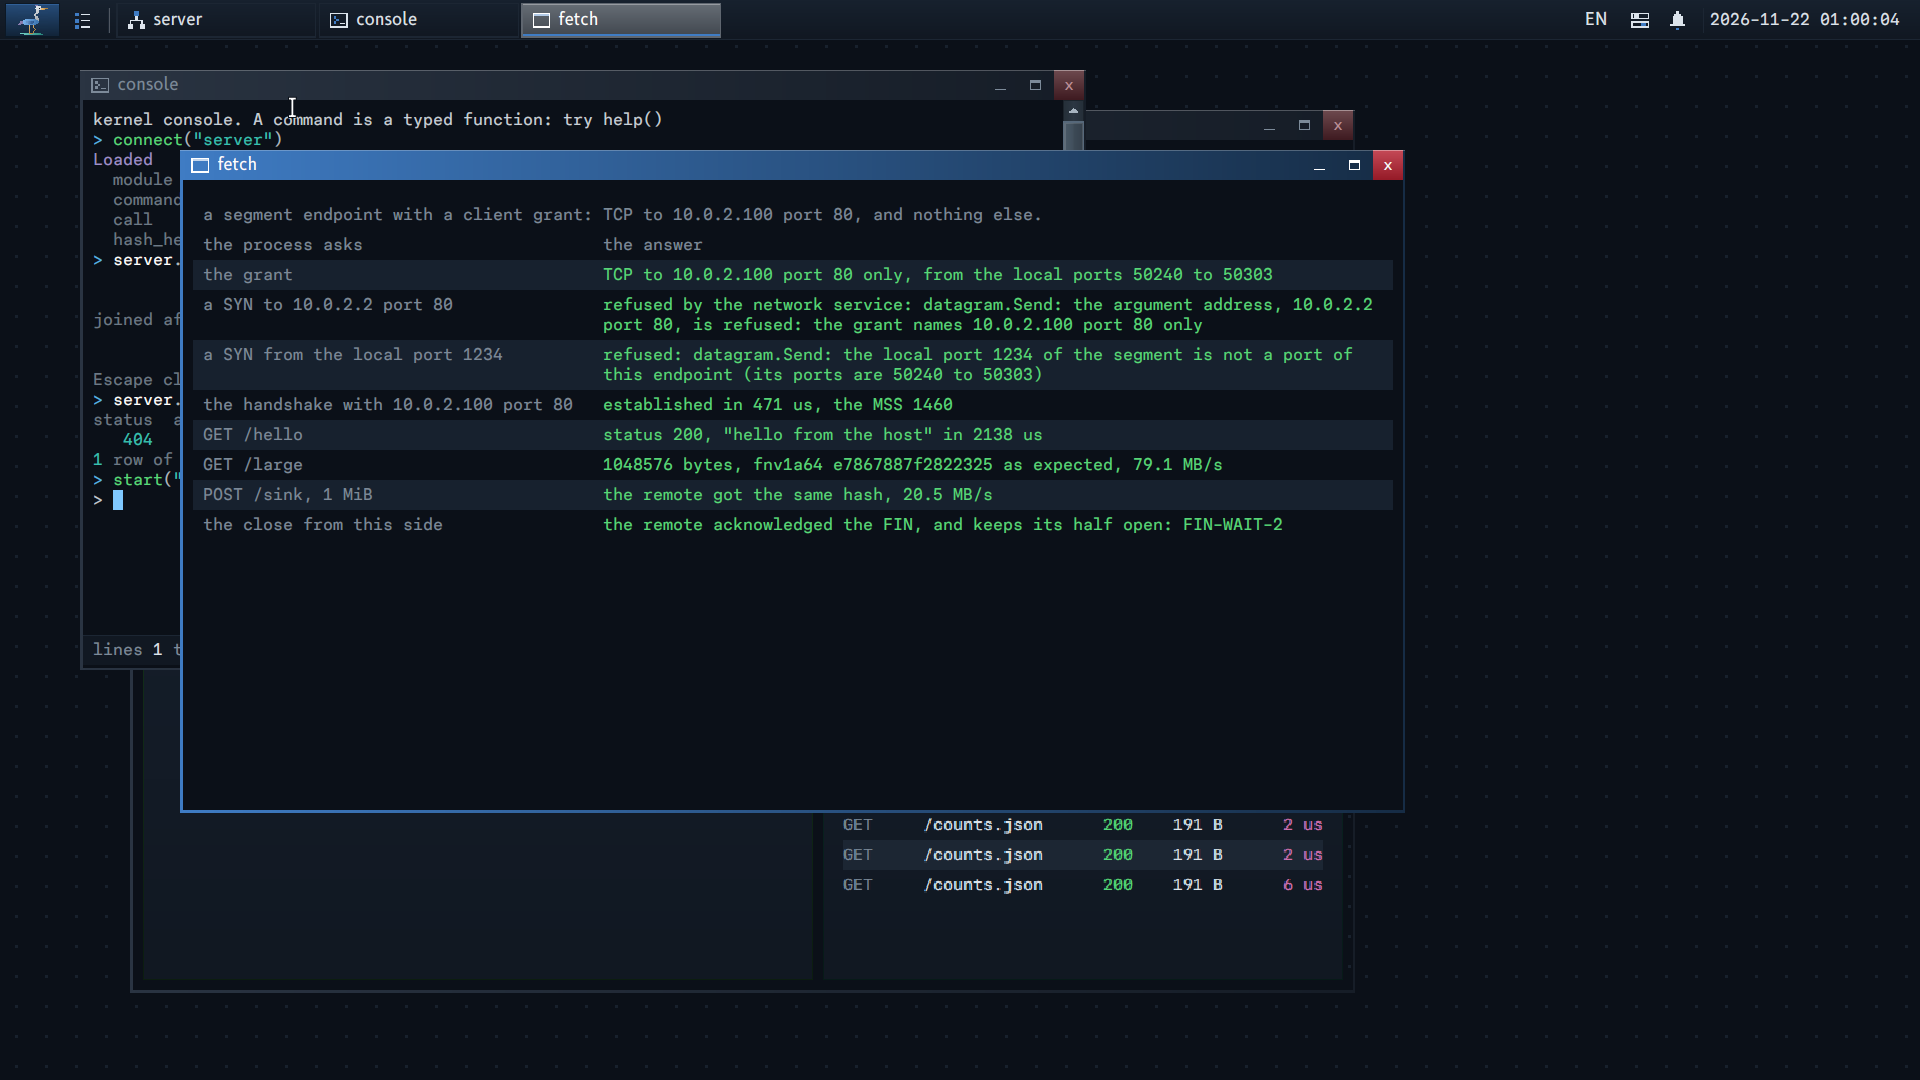 server
console
fetch
EN
2026-11-22 01:00:04
console
kernel console. A command is a typed function: try help()
> connect("server")
Loaded
module
call
> server.
joined
Escape
> server.
status
404
1 row of
> start("
>
lines 1
fetch
a segment endpoint with a client grant: TCP to 10.0.2.100 port 80, and nothing else.
the process asks the answer
the grant TCP to 10.0.2.100 port 80 only, from the local ports 50240 to 50303
a SYN to 10.0.2.2 port 80 refused by the network service: datagram.Send: the argument address, 10.0.2.2
port 80, is refused: the grant names 10.0.2.100 port 80 only
a SYN from the local port 1234 refused: datagram.Send: the local port 1234 of the segment is not a port of
this endpoint (its ports are 50240 to 50303)
the handshake with 10.0.2.100 port 80 established in 471 us, the MSS 1460
GET /hello status 200, "hello from the host" in 2138 us
GET /large 1048576 bytes, fnv1a64 e7867887f2822325 as expected, 79.1 MB/s
POST /sink, 1 MiB the remote got the same hash, 20.5 MB/s
the close from this side the remote acknowledged the FIN, and keeps its half open: FIN-WAIT-2
GET /counts.json 200 191 B 2 us
GET /counts.json 200 191 B 2 us
GET /counts.json 200 191 B 6 us